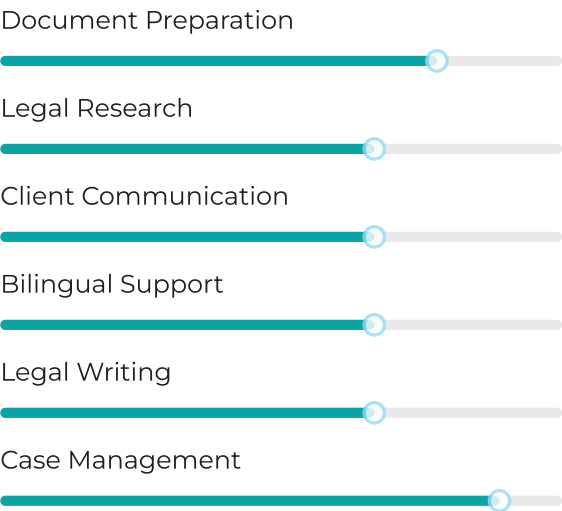 Document Preparation
Legal Research
Client Communication
Bilingual Support
Legal Writing
Case Management